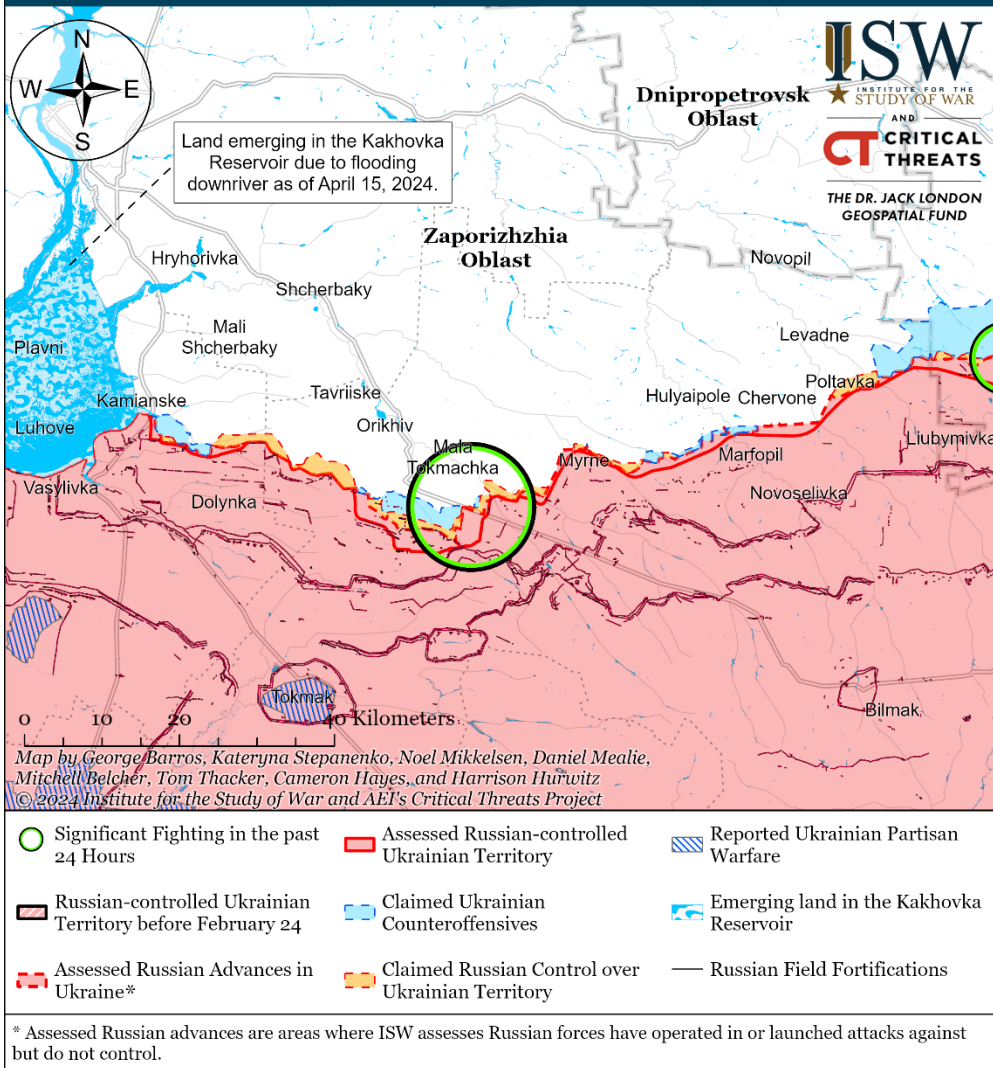 N
W
E
S
ISW
INSTITUTE FOR THE
STUDY OF WAR
AND
CT CRITICAL
THREATS
THE DR. JACK LONDON
GEOSPATIAL FUND
Dnipropetrovsk
Oblast
Land emerging in the Kakhovka
Reservoir due to flooding
downriver as of April 15, 2024.
Zaporizhzhia
Oblast
Hryhorivka
Novopil
Shcherbaky
Mali
Shcherbaky
Levadne
Plavni
Tavriiske
Poltavka
Kamianske
Hulyaipole
Chervone
Luhove
Orikhiv
Mala
Tokmachka
Myrne
Marfopil
Liubymivka
Vasylivka
Dolynka
Novoselivka
Tokmak
Bilmak
0 10 20 40 Kilometers
Map by George Barros, Kateryna Stepanenko, Noel Mikkelsen, Daniel Mealie,
Mitchell Belcher, Tom Thacker, Cameron Hayes, and Harrison Hurwitz
© 2024 Institute for the Study of War and AEI's Critical Threats Project
Significant Fighting in the past
24 Hours
Assessed Russian-controlled
Ukrainian Territory
Reported Ukrainian Partisan
Warfare
Russian-controlled Ukrainian
Territory before February 24
Claimed Ukrainian
Counteroffensives
Emerging land in the Kakhovka
Reservoir
Assessed Russian Advances in
Ukraine*
Claimed Russian Control over
Ukrainian Territory
Russian Field Fortifications
* Assessed Russian advances are areas where ISW assesses Russian forces have operated in or launched attacks against
but do not control.